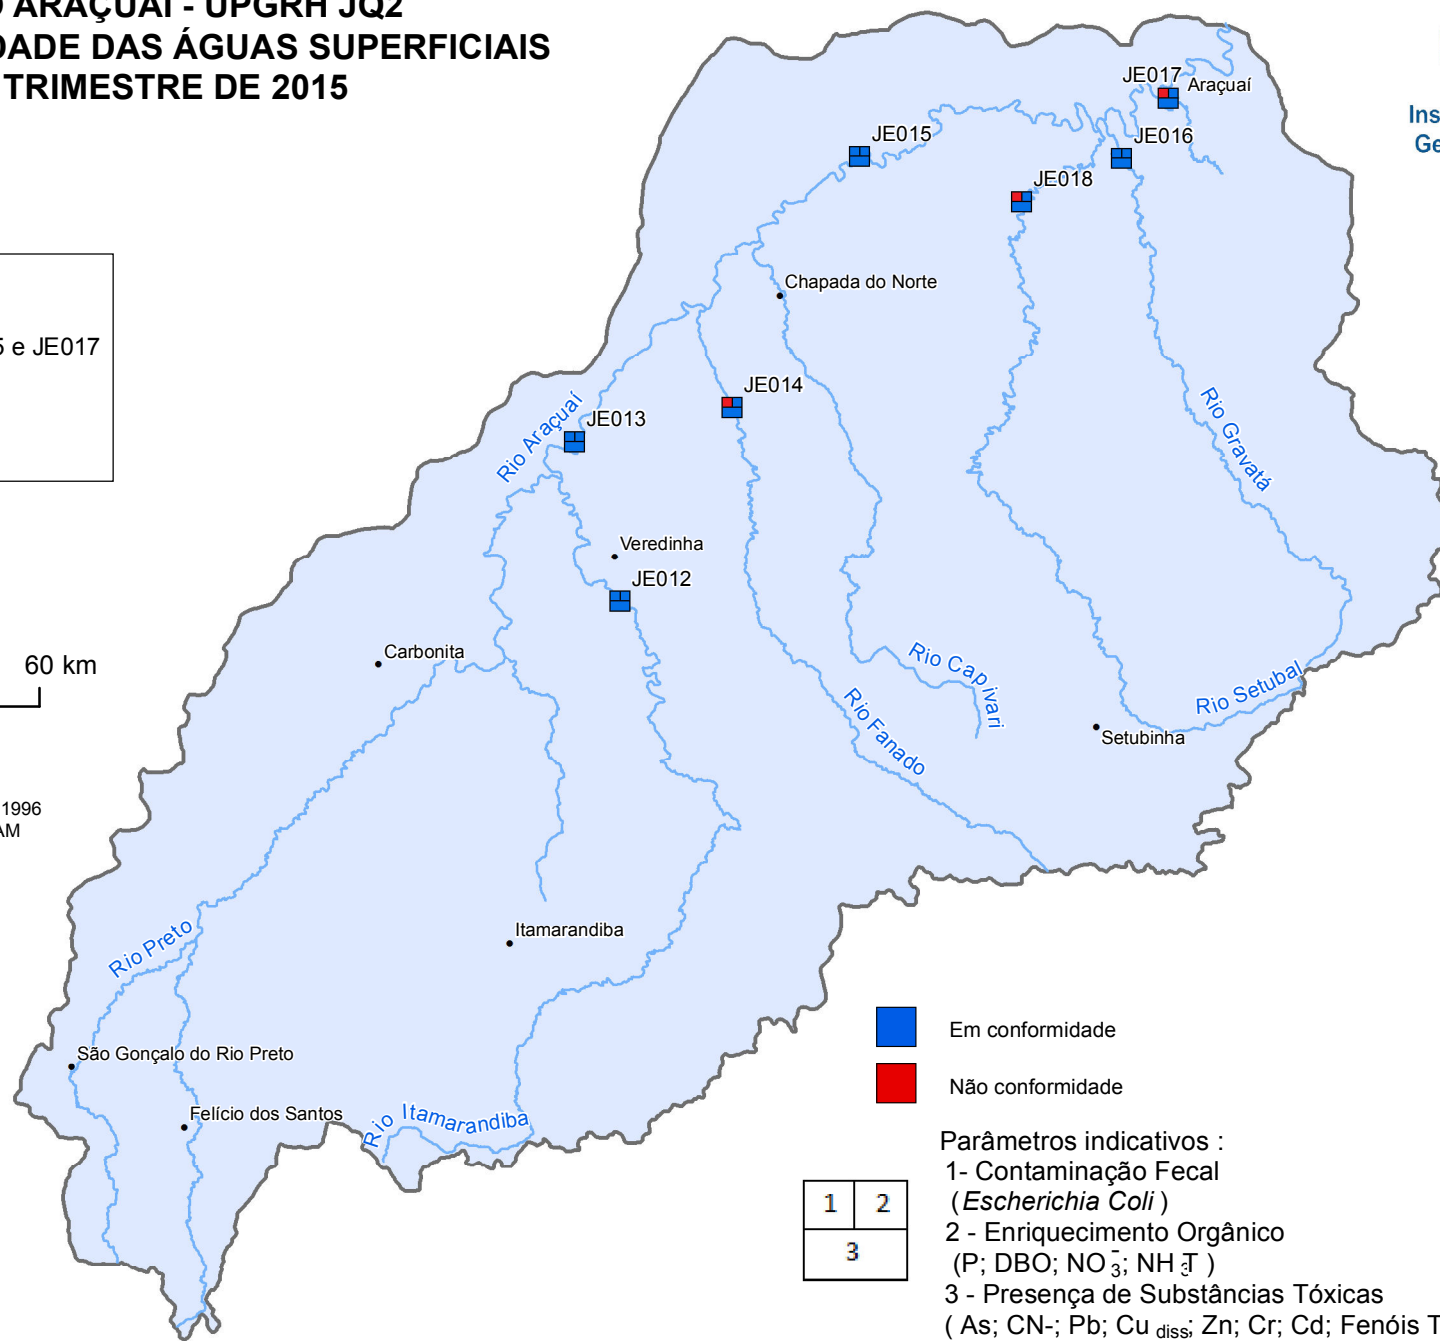 ARAÇUAÍ - UPGRH JQ2
DADE DAS ÁGUAS SUPERFICIAIS
TRIMESTRE DE 2015
Ins
Ge
JE017
Araçuaí
JE015
JE016
JE018
Chapada do Norte
5 e JE017
JE014
JE013
Rio Araçuaí
Rio Gravatá
Veredinha
JE012
Carbonita
60 km
Rio Capivari
Rio Setubal
Rio Fanado
Setubinha
1996
AM
Itamarandiba
Rio Preto
Em conformidade
São Gonçalo do Rio Preto
Não conformidade
Felício dos Santos
Rio Itamarandiba
Parâmetros indicativos :
1- Contaminação Fecal
(Escherichia Coli )
2 - Enriquecimento Orgânico
(P; DBO; NO3-; NH3T )
3 - Presença de Substâncias Tóxicas
( As; CN-; Pb; Cu diss; Zn; Cr; Cd; Fenóis T
1 2
3